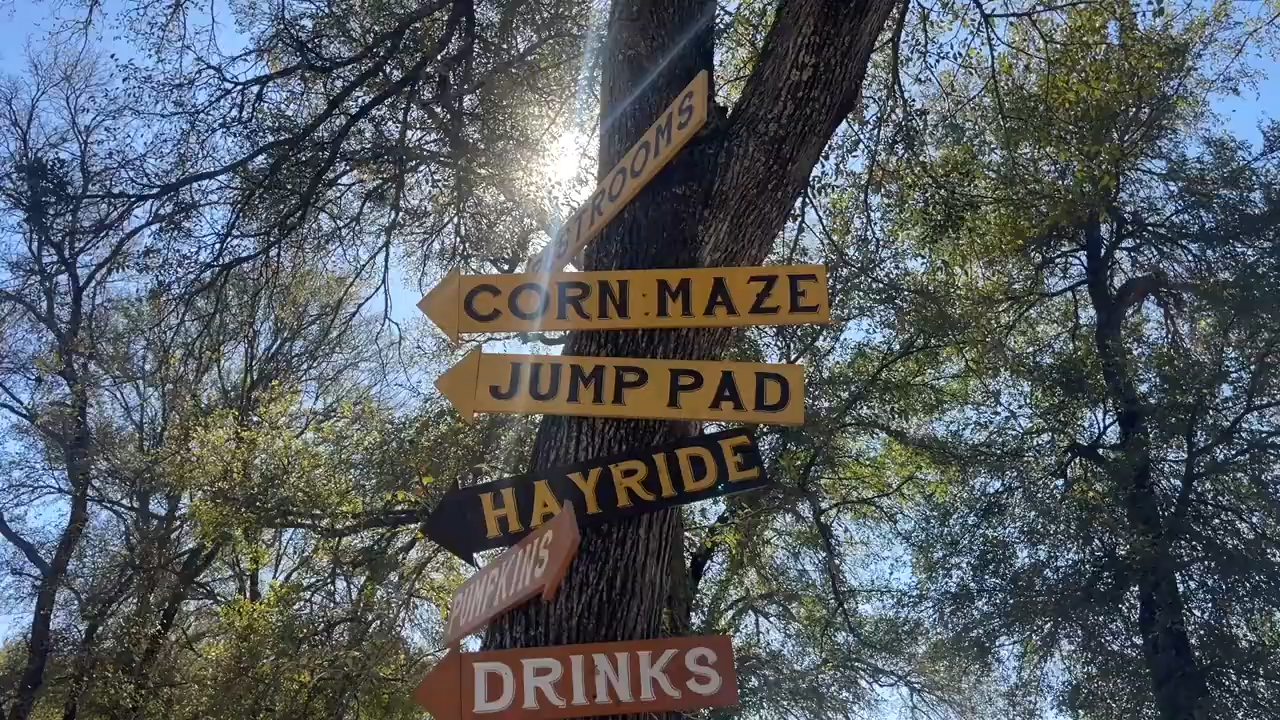 RESTROOMS
CORN MAZE
JUMP PAD
HAYRIDE
PUMPKINS
DRINKS